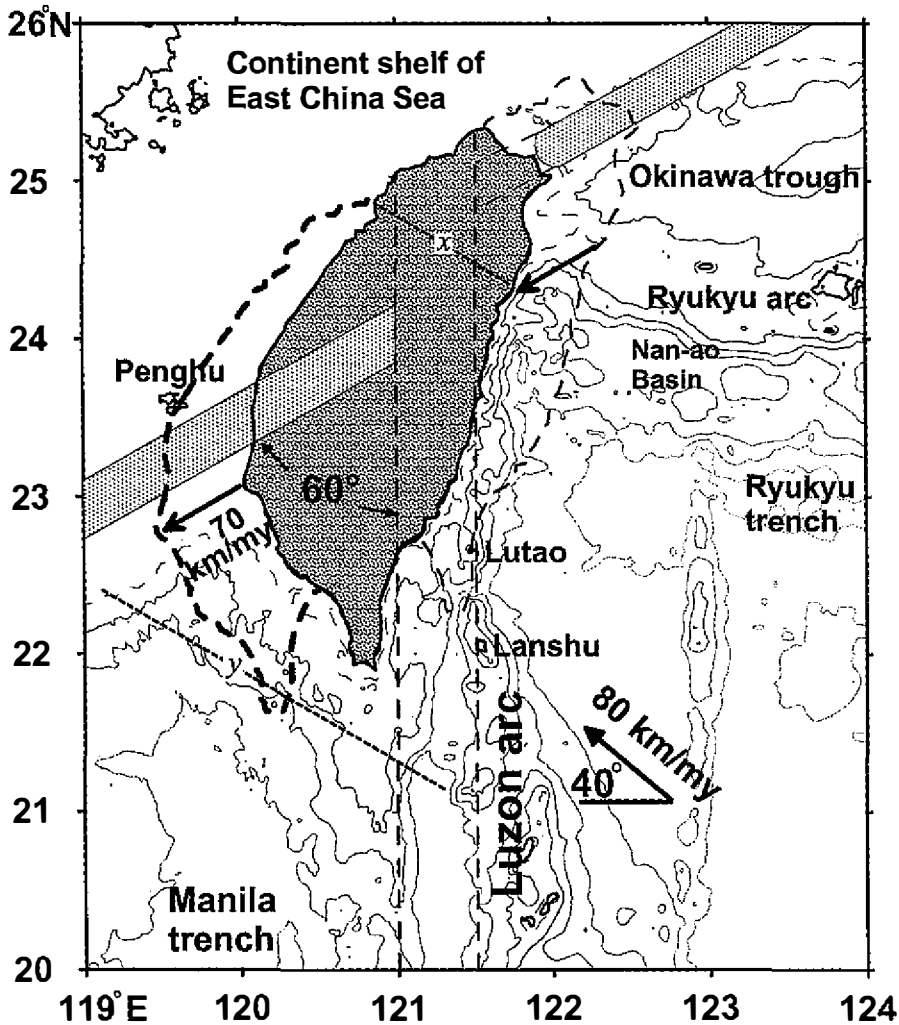 26°N
Continent shelf of
East China Sea
25
Okinawa trough
x
Ryukyu arc
24
Nan-ao
Basin
Penghu
60°
23
Ryukyu
trench
70
km/my
Lutao
22
Lanshu
y
80 km/my
40°
21
Luzon arc
Manila
trench
20
119°E
120
121
122
123
124